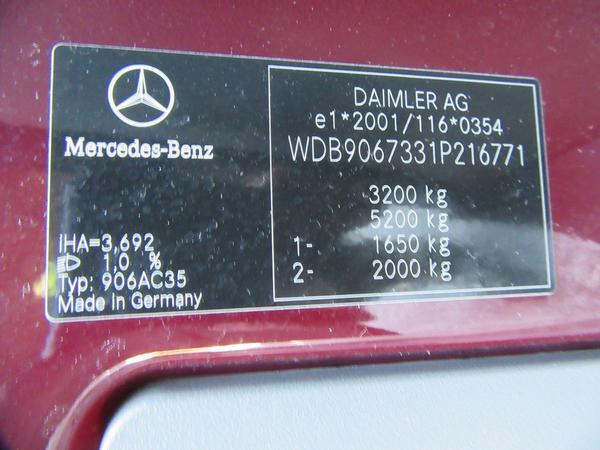 Mercedes-Benz
iHA=3,692
1,0 %
Typ: 906AC35
Made in Germany
DAIMLER AG
e1*2001/116*0354
WDB9067331P216771
3200 kg
5200 kg
1- 1650 kg
2- 2000 kg